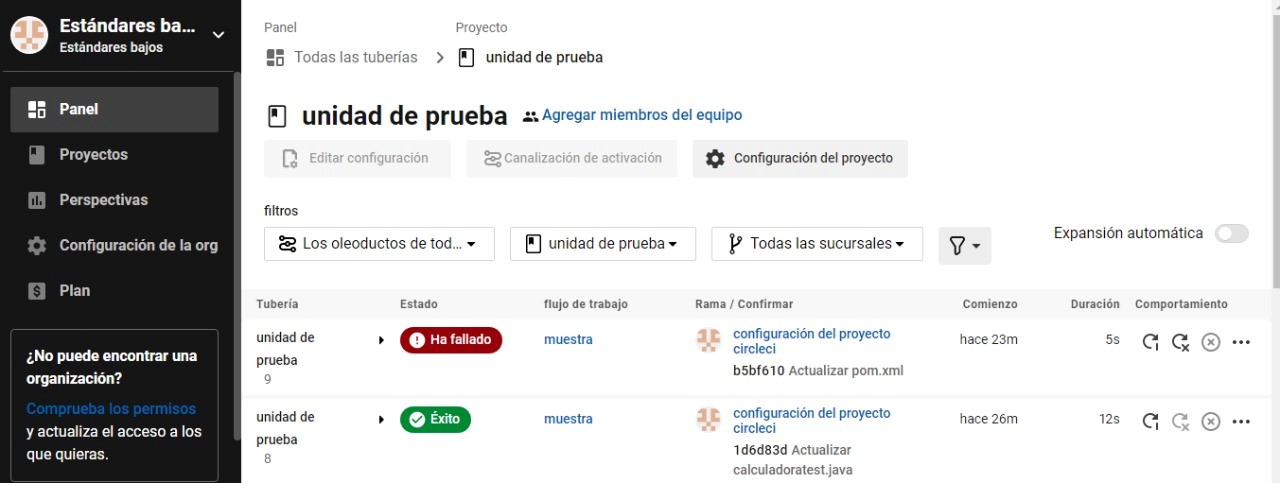 Estándares ba...
Estándares bajos
Panel
Proyectos
Perspectivas
Configuración de la org
Plan
¿No puede encontrar una
organización?
Comprueba los permisos
y actualiza el acceso a los
que quieras.
Panel
Proyecto
Todas las tuberías
unidad de prueba
unidad de prueba
Agregar miembros del equipo
Editar configuración
Canalización de activación
Configuración del proyecto
filtros
Los oleoductos de tod...
unidad de prueba
Todas las sucursales
Expansión automática
Tubería
Estado
flujo de trabajo
Rama / Confirmar
Comienzo
Duración
Comportamiento
unidad de
prueba
9
Ha fallado
muestra
configuración del proyecto
circleci
b5bf610 Actualizar pom.xml
hace 23m
5s
unidad de
prueba
8
Éxito
muestra
configuración del proyecto
circleci
1d6d83d Actualizar
calculadoratest.java
hace 26m
12s